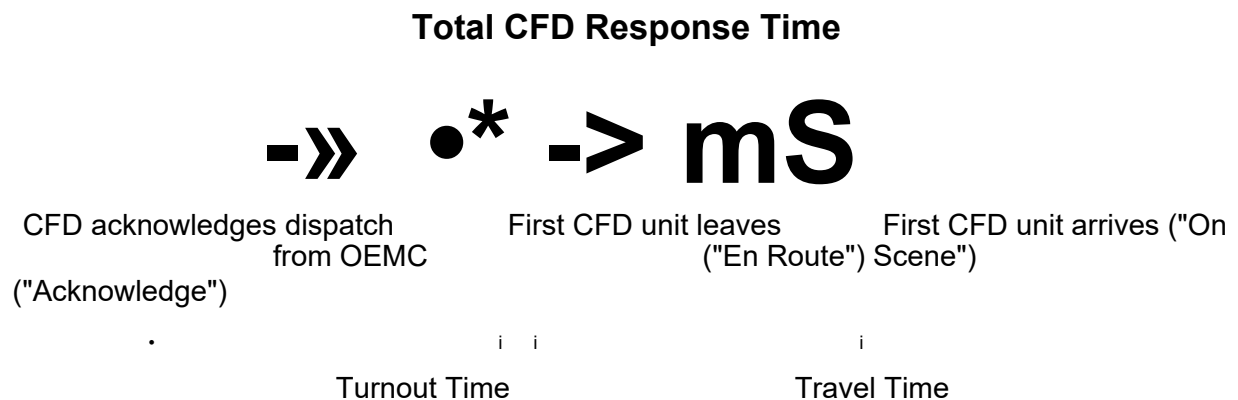 Total CFD Response Time
-» •* -> mS
CFD acknowledges dispatch First CFD unit leaves First CFD unit arrives ("On
from OEMC ("En Route") Scene")
("Acknowledge")
• i i i
Turnout Time Travel Time